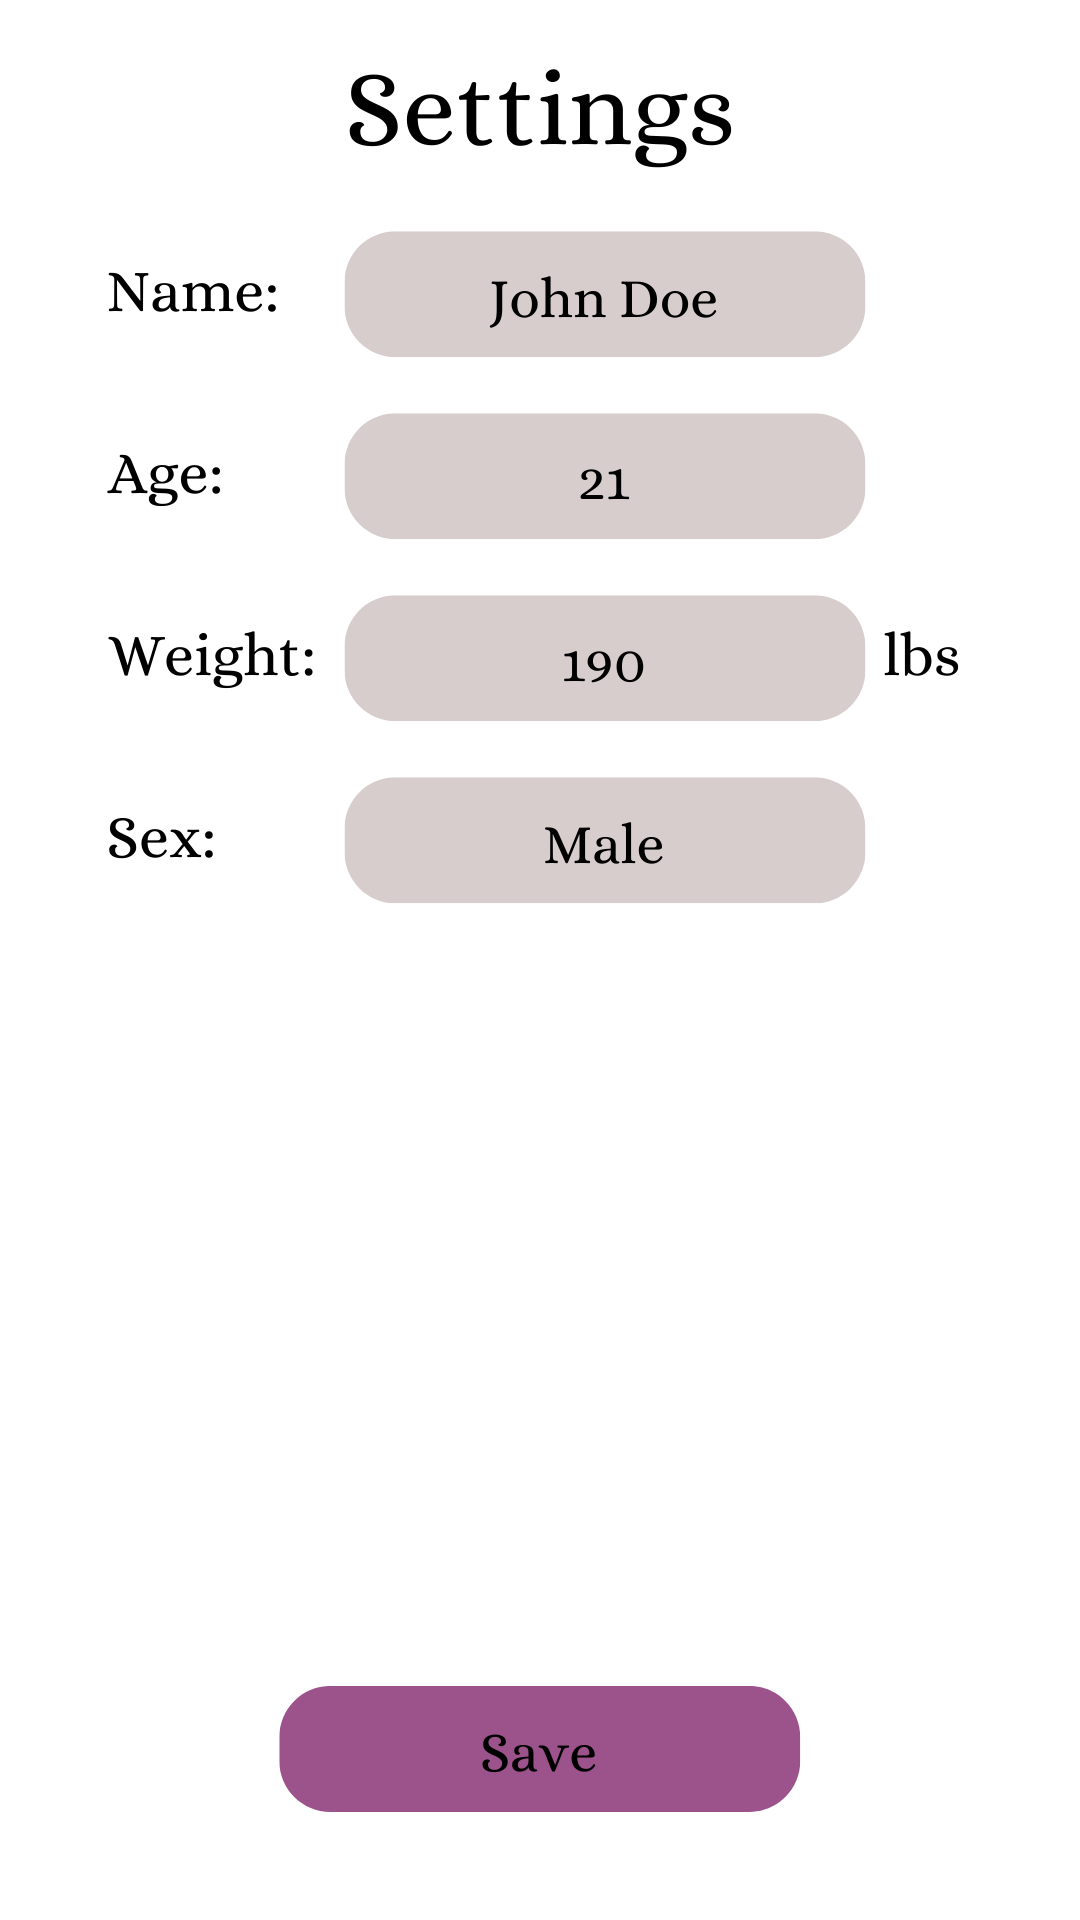 Settings
Name: John Doe
Age: 21
Weight: 190 lbs
Sex: Male
Save